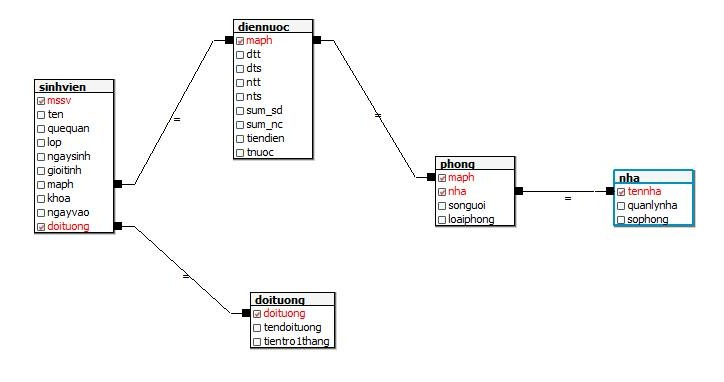 diennuoc
maph
dtt
dts
ntt
nts
sum_sd
sum_nc
tiendien
tnuoc
sinhvien
mssv
ten
quequan
lop
ngaysinh
gioitinh
maph
khoa
ngayvao
doituong
=
=
phong
maph
nha
songuoi
loaiphong
=
nha
tennha
quanlynha
sophong
=
doituong
doituong
tendoituong
tientro1thang